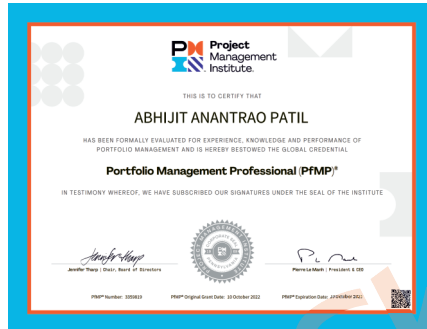 Project
Management
Institute.
THIS IS TO CERTIFY THAT
ABHIJIT ANANTRAO PATIL
HAS BEEN FORMALLY EVALUATED FOR EXPERIENCE, KNOWLEDGE AND PERFORMANCE OF
PORTFOLIO MANAGEMENT AND IS HEREBY BESTOWED THE GLOBAL CREDENTIAL
Portfolio Management Professional (PfMP)®
IN TESTIMONY WHEREOF, WE HAVE SUBSCRIBED OUR SIGNATURES UNDER THE SEAL OF THE INSTITUTE
Jennifer Tharp | Chair, Board of Directors
Pierre Le Manh | President & CEO
PfMP® Number: 3359819
PfMP® Original Grant Date: 10 October 2022
PfMP® Expiration Date: October